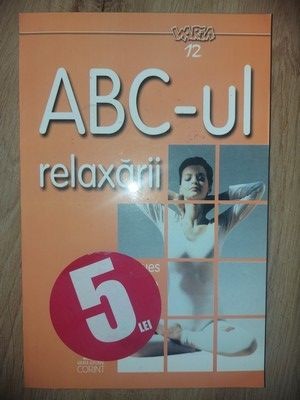 VARIA
12
ABC-ul
relaxării
5
LEI
CORINT